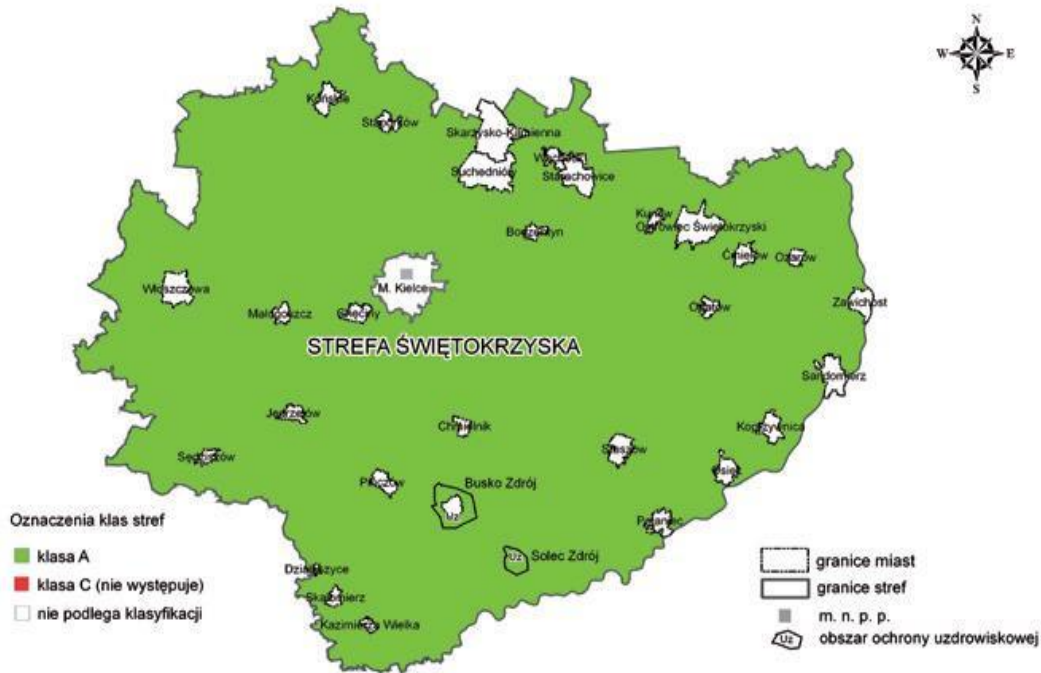 N
W E
S
Końskie
Stąporków
Skarżysko-Kamienna
Suchedniów
Wąchock
Starachowice
Bodzentyn
Kunów
Ostrowiec Świętokrzyski
Ćmielów
Ożarów
Włoszczowa
M. Kielce
Małogoszcz
Chęciny
Opatów
Zawichost
STREFA ŚWIĘTOKRZYSKA
Sandomierz
Jędrzejów
Chmielnik
Koprzywnica
Sędziszów
Staszów
Osiek
Pińczów
Busko Zdrój
Uz
Połaniec
Uz Solec Zdrój
Działoszyce
Skalbmierz
Kazimierza Wielka
Oznaczenia klas stref
klasa A
klasa C (nie występuje)
nie podlega klasyfikacji
granice miast
granice stref
m. n. p. p.
Uz obszar ochrony uzdrowiskowej